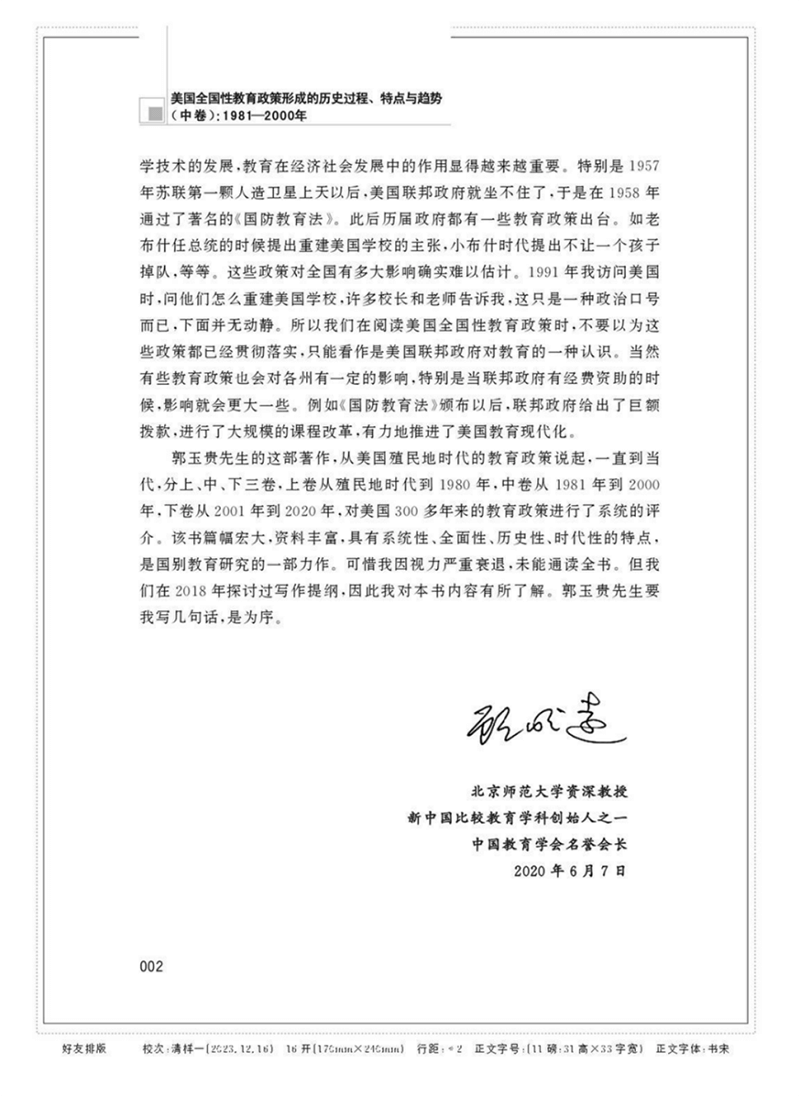 美国全国性教育政策形成的历史过程、特点与趋势
(中卷):1981—2000年
学技术的发展,教育在经济社会发展中的作用显得越来越重要。特别是1957
年苏联第一颗人造卫星上天以后,美国联邦政府就坐不住了,于是在1958年
通过了著名的《国防教育法》。此后历届政府都有一些教育政策出台。如老
布什任总统的时候提出重建美国学校的主张,小布什时代提出不让一个孩子
掉队,等等。这些政策对全国有多大影响确实难以估计。1991年我访问美国
时,问他们怎么重建美国学校,许多校长和老师告诉我,这只是一种政治口号
而已,下面并无动静。所以我们在阅读美国全国性教育政策时,不要以为这
些政策都已经贯彻落实,只能看作是美国联邦政府对教育的一种认识。当然
有些教育政策也会对各州有一定的影响,特别是当联邦政府有经费资助的时
候,影响就会更大一些。例如《国防教育法》颁布以后,联邦政府给出了巨额
拨款,进行了大规模的课程改革,有力地推进了美国教育现代化。
郭玉贵先生的这部著作,从美国殖民地时代的教育政策说起,一直到当
代,分上、中、下三卷,上卷从殖民地时代到1980年,中卷从1981年到2000
年,下卷从2001年到2020年,对美国300多年来的教育政策进行了系统的评
介。该书篇幅宏大,资料丰富,具有系统性、全面性、历史性、时代性的特点,
是国别教育研究的一部力作。可惜我因视力严重衰退,未能通读全书。但我
们在2018年探讨过写作提纲,因此我对本书内容有所了解。郭玉贵先生要
我写几句话,是为序。
顾明远
北京师范大学资深教授
新中国比较教育学科创始人之一
中国教育学会名誉会长
2020年6月7日
002
好友排版 校次:清样一(2023.12.16) 16开(170mm×240mm) 行距:*2 正文字号:(11磅:31高×33字宽) 正文字体:书宋